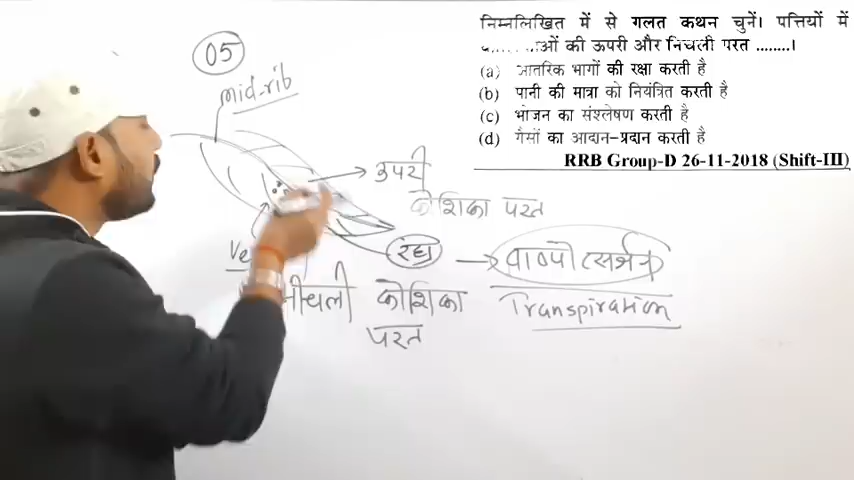 निम्नलिखित में से गलत कथन चुनें। पत्तियों में
की ऊपरी और निचली परत ........।
(a) आंतरिक भागों की रक्षा करती है
(b) पानी की मात्रा को नियंत्रित करती है
(c) भोजन का संश्लेषण करती है
(d) गैसों का आदान-प्रदान करती है
RRB Group-D 26-11-2018 (Shift-III)
05
mid-rib
ऊपरी
कोशिका परत
रंध्र
वाष्पोत्सर्जन
Transpiration
नीचली कोशिका
परत